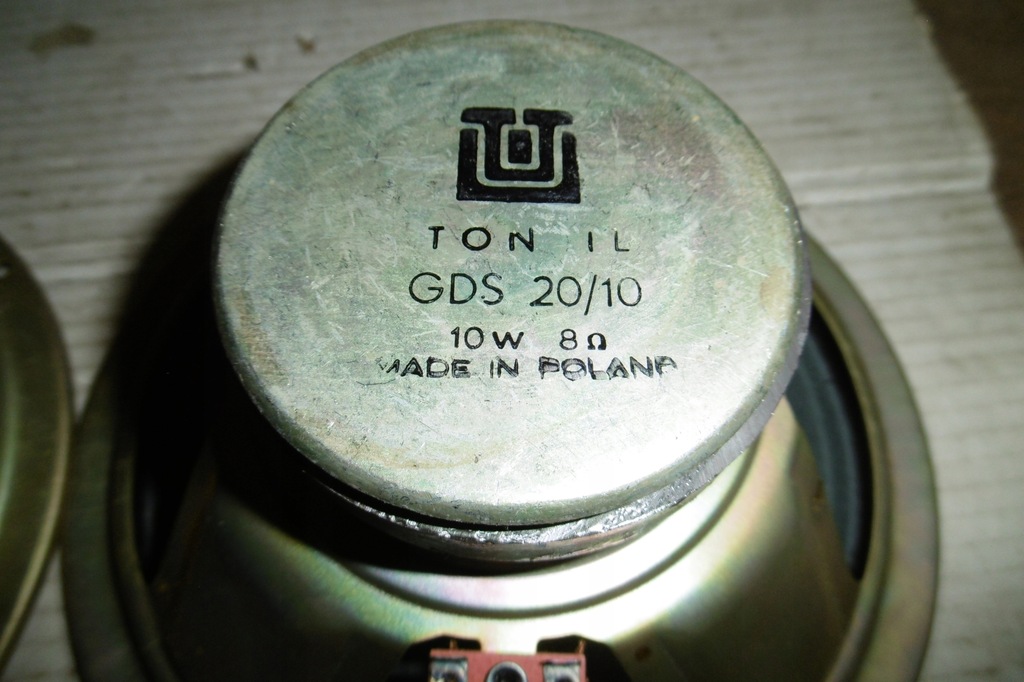 TON IL
GDS 20/10
10W 8Ω
MADE IN POLAND